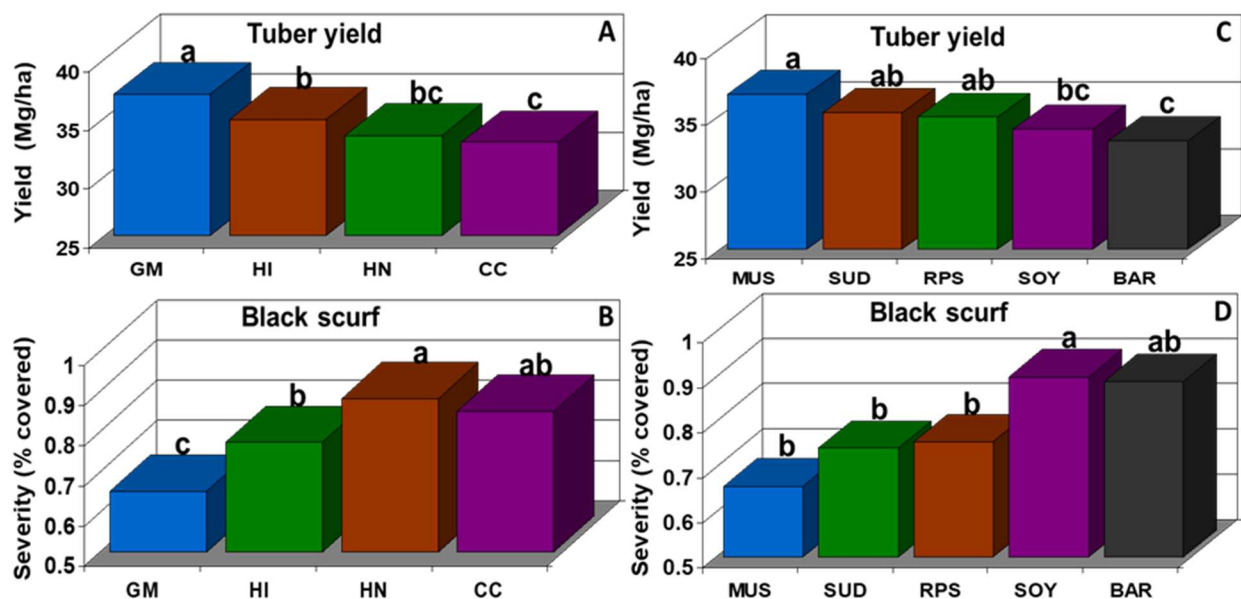 Tuber yield
A
Yield (Mg/ha)
40
35
30
25
a
b
bc
c
GM
HI
HN
CC
Tuber yield
C
Yield (Mg/ha)
40
35
30
25
a
ab
ab
bc
c
MUS
SUD
RPS
SOY
BAR
Black scurf
B
Severity (% covered)
1
0.9
0.8
0.7
0.6
0.5
c
b
a
ab
GM
HI
HN
CC
Black scurf
D
Severity (% covered)
1
0.9
0.8
0.7
0.6
0.5
b
b
b
a
ab
MUS
SUD
RPS
SOY
BAR